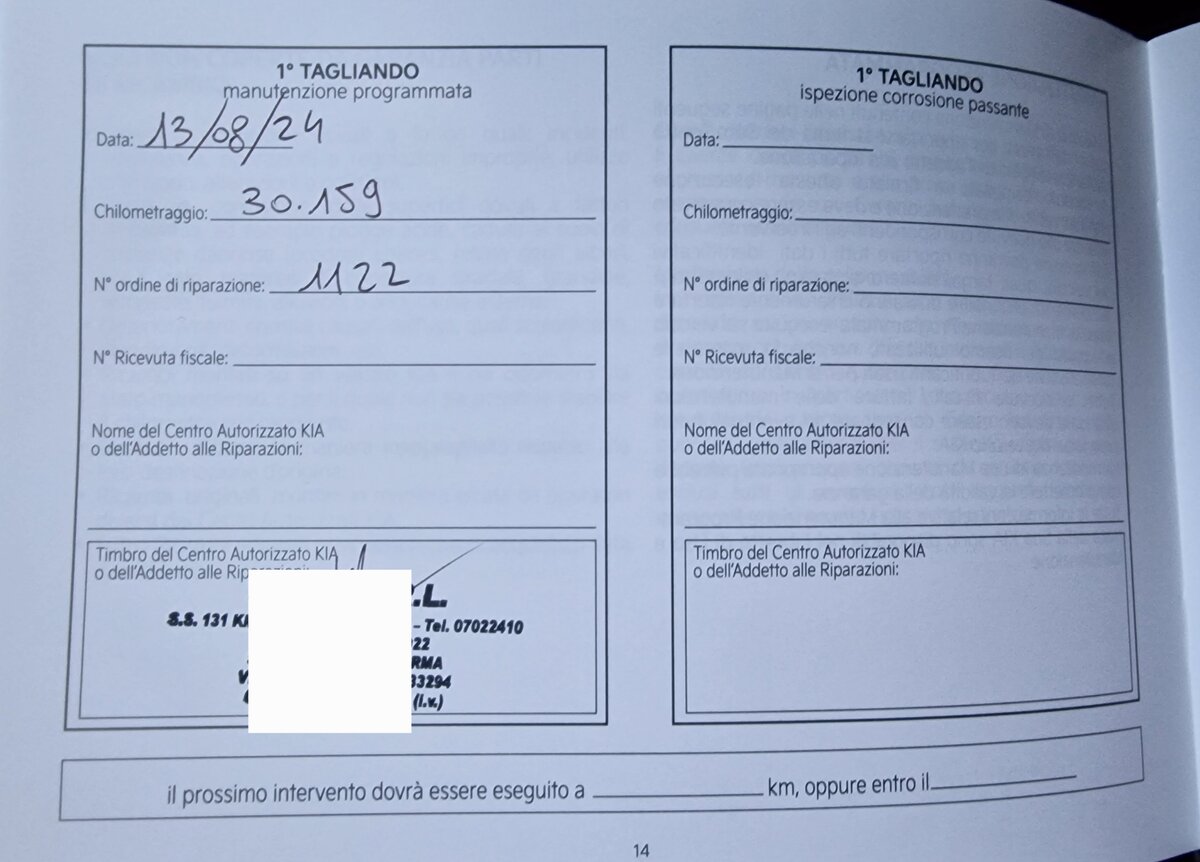 1° TAGLIANDO
manutenzione programmata
Data: 13/08/24
Chilometraggio: 30.159
N° ordine di riparazione: 1122
N° Ricevuta fiscale:
Nome del Centro Autorizzato KIA
o dell'Addetto alle Riparazioni:
Timbro del Centro Autorizzato KIA
o dell'Addetto alle Rip
.L.
S.S. 131 – Tel. 07022410
22
RMA
33294
(i.v.)
1° TAGLIANDO
ispezione corrosione passante
Data:
Chilometraggio:
N° ordine di riparazione:
N° Ricevuta fiscale:
Nome del Centro Autorizzato KIA
o dell'Addetto alle Riparazioni:
Timbro del Centro Autorizzato KIA
o dell'Addetto alle Riparazioni:
il prossimo intervento dovrà essere eseguito a km, oppure entro il
14